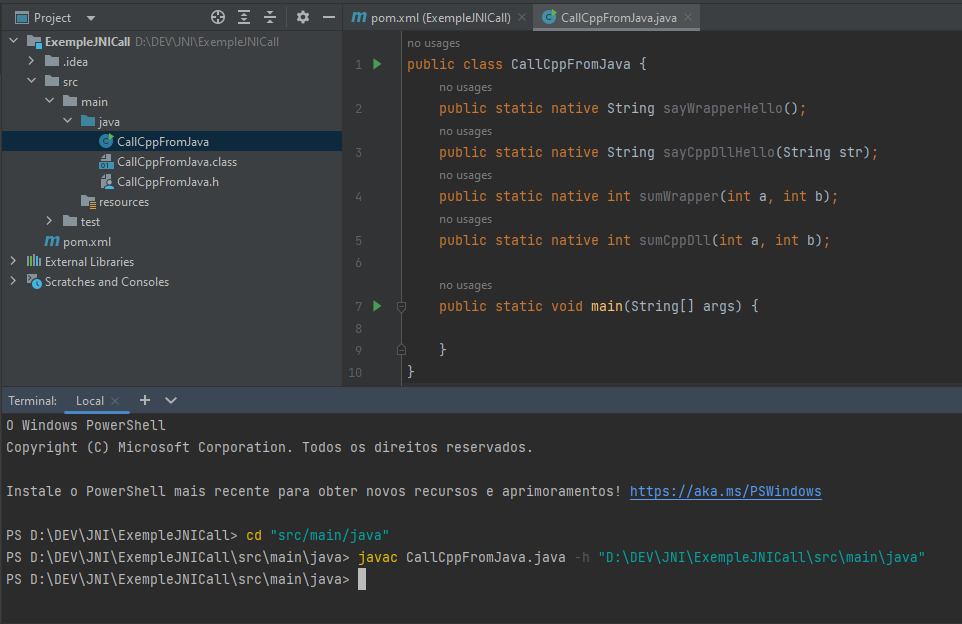 Project
ExempleJNICall D:\DEV\JNI\ExempleJNICall
.idea
src
main
java
CallCppFromJava
CallCppFromJava.class
CallCppFromJava.h
resources
test
pom.xml
External Libraries
Scratches and Consoles
pom.xml (ExempleJNICall) CallCppFromJava.java
no usages
1 public class CallCppFromJava {
no usages
2 public static native String sayWrapperHello();
no usages
3 public static native String sayCppDllHello(String str);
no usages
4 public static native int sumWrapper(int a, int b);
no usages
5 public static native int sumCppDll(int a, int b);
6
no usages
7 public static void main(String[] args) {
8
9 }
10 }
Terminal: Local
O Windows PowerShell
Copyright (C) Microsoft Corporation. Todos os direitos reservados.
Instale o PowerShell mais recente para obter novos recursos e aprimoramentos! https://aka.ms/PSWindows
PS D:\DEV\JNI\ExempleJNICall> cd "src/main/java"
PS D:\DEV\JNI\ExempleJNICall\src\main\java> javac CallCppFromJava.java -h "D:\DEV\JNI\ExempleJNICall\src\main\java"
PS D:\DEV\JNI\ExempleJNICall\src\main\java>